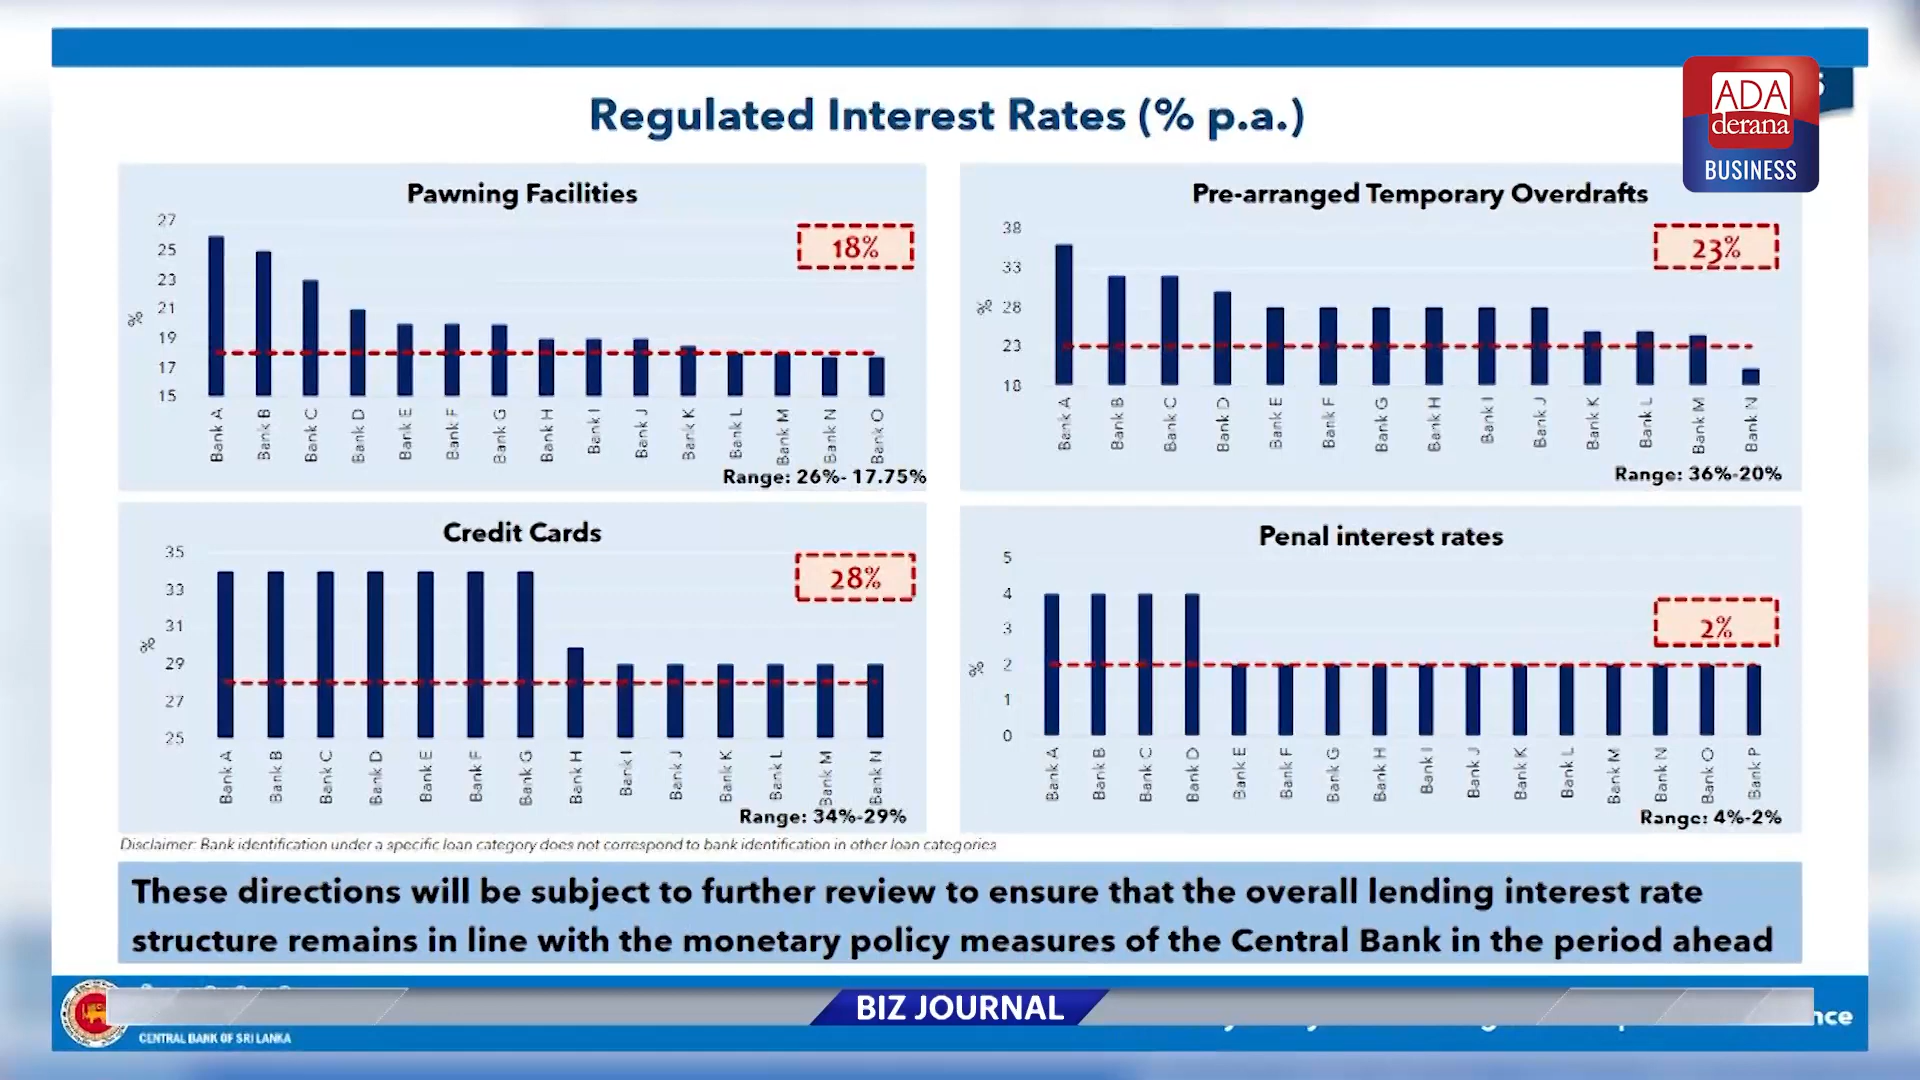 Regulated Interest Rates (% p.a.)
ADA
derana
BUSINESS
Pawning Facilities
18%
27
25
23
21
19
17
15
%
Bank A
Bank B
Bank C
Bank D
Bank E
Bank F
Bank G
Bank H
Bank I
Bank J
Bank K
Bank L
Bank M
Bank N
Bank O
Range: 26%- 17.75%
Pre-arranged Temporary Overdrafts
23%
38
33
28
23
18
%
Bank A
Bank B
Bank C
Bank D
Bank E
Bank F
Bank G
Bank H
Bank I
Bank J
Bank K
Bank L
Bank M
Bank N
Range: 36%-20%
Credit Cards
28%
35
33
31
29
27
25
%
Bank A
Bank B
Bank C
Bank D
Bank E
Bank F
Bank G
Bank H
Bank I
Bank J
Bank K
Bank L
Bank M
Bank N
Range: 34%-29%
Penal interest rates
2%
5
4
3
2
1
0
%
Bank A
Bank B
Bank C
Bank D
Bank E
Bank F
Bank G
Bank H
Bank I
Bank J
Bank K
Bank L
Bank M
Bank N
Bank O
Bank P
Range: 4%-2%
Disclaimer: Bank identification under a specific loan category does not correspond to bank identification in other loan categories
These directions will be subject to further review to ensure that the overall lending interest rate
structure remains in line with the monetary policy measures of the Central Bank in the period ahead
BIZ JOURNAL
CENTRAL BANK OF SRI LANKA